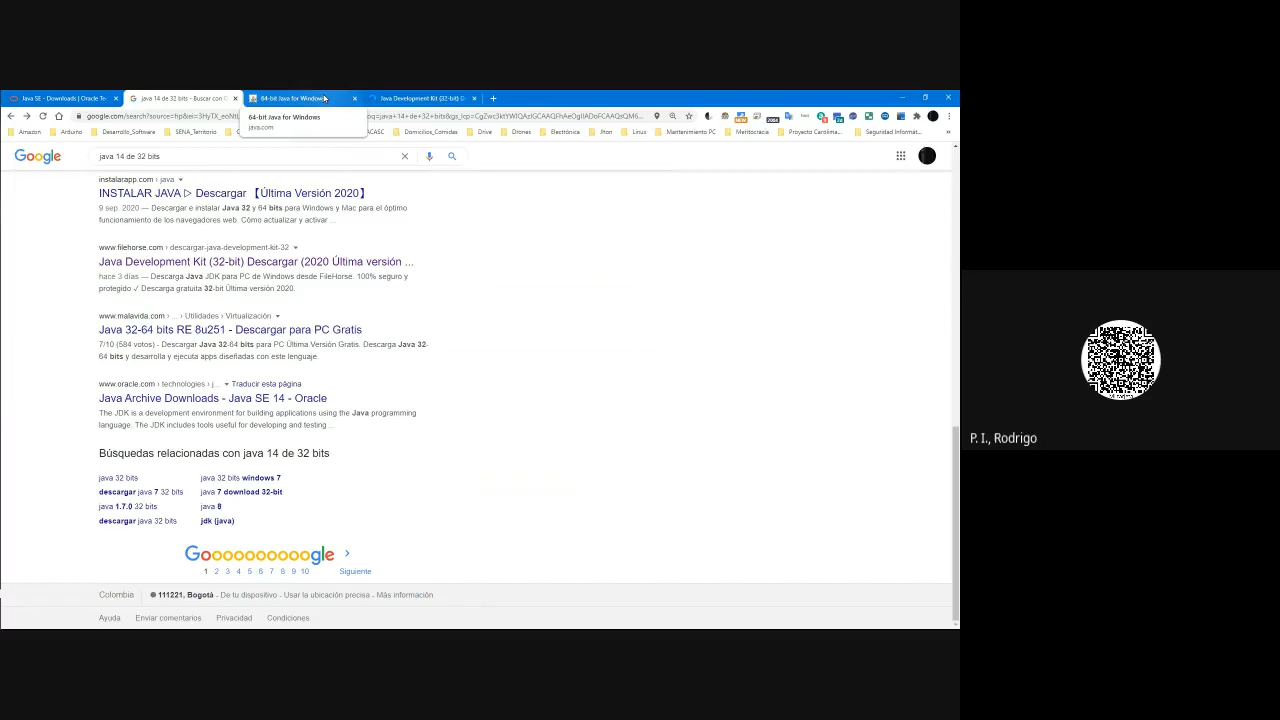 Java SE - Downloads | Oracle Te
java 14 de 32 bits - Buscar con G
64-bit Java for Windows
Java Development Kit (32-bit) D
64-bit Java for Windows
java.com
Amazon
Arduino
Desarrollo_Software
SENA_Territorio
CACSC
Domicilios_Comidas
Drive
Drones
Electrónica
Jhon
Linux
Mantenimiento PC
Meritocracia
Proyecto Carolima...
Seguridad Informát...
Google
java 14 de 32 bits
instalarapp.com › java
INSTALAR JAVA ▷ Descargar 【Última Versión 2020】
9 sep. 2020 — Descargar e instalar Java 32 y 64 bits para Windows y Mac para el óptimo
funcionamiento de los navegadores web. Cómo actualizar y activar ...
www.filehorse.com › descargar-java-development-kit-32
Java Development Kit (32-bit) Descargar (2020 Última versión ...
hace 3 días — Descarga Java JDK para PC de Windows desde FileHorse. 100% seguro y
protegido ✓ Descarga gratuita 32-bit Última versión 2020.
www.malavida.com › ... › Utilidades › Virtualización
Java 32-64 bits RE 8u251 - Descargar para PC Gratis
7/10 (584 votos) - Descargar Java 32-64 bits para PC Última Versión Gratis. Descarga Java 32-
64 bits y desarrolla y ejecuta apps diseñadas con este lenguaje.
www.oracle.com › technologies › j... Traducir esta página
Java Archive Downloads - Java SE 14 - Oracle
The JDK is a development environment for building applications using the Java programming
language. The JDK includes tools useful for developing and testing ...
Búsquedas relacionadas con java 14 de 32 bits
java 32 bits
java 32 bits windows 7
descargar java 7 32 bits
java 7 download 32-bit
java 1.7.0 32 bits
java 8
descargar java 32 bits
jdk (java)
Goooooooooogle
1 2 3 4 5 6 7 8 9 10 Siguiente
Colombia
111221, Bogotá - De tu dispositivo - Usar la ubicación precisa - Más información
Ayuda Enviar comentarios Privacidad Condiciones
P. I., Rodrigo